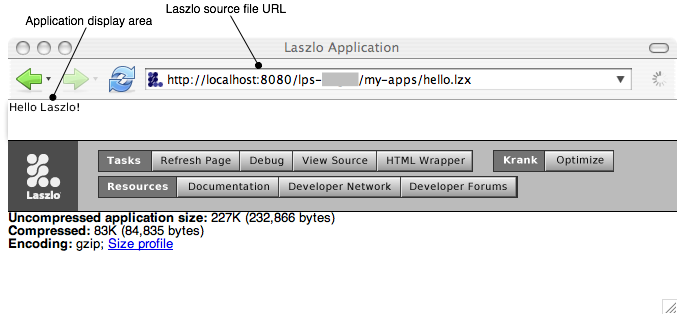 Laszlo source file URL
Application display area
Laszlo Application
http://localhost:8080/lps-/my-apps/hello.lzx
Hello Laszlo!
Tasks Refresh Page Debug View Source HTML Wrapper Krank Optimize
Laszlo
Resources Documentation Developer Network Developer Forums
Uncompressed application size: 227K (232,866 bytes)
Compressed: 83K (84,835 bytes)
Encoding: gzip; Size profile